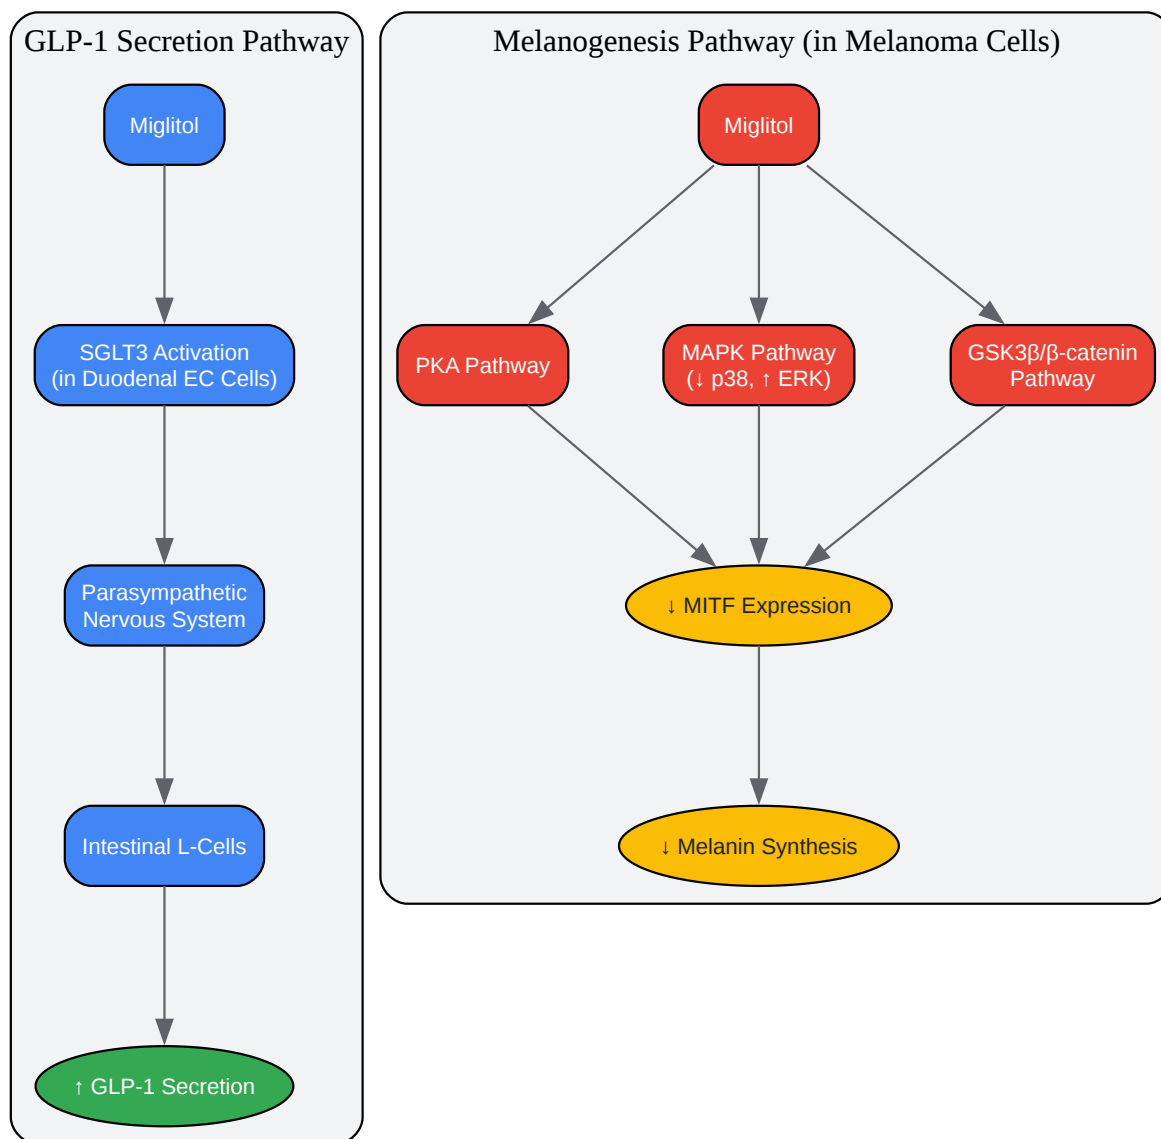 GLP-1 Secretion Pathway
Miglitol
SGLT3 Activation
(in Duodenal EC Cells)
Parasympathetic
Nervous System
Intestinal L-Cells
↑ GLP-1 Secretion
Melanogenesis Pathway (in Melanoma Cells)
Miglitol
PKA Pathway
MAPK Pathway
(↓ p38, ↑ ERK)
GSK3β/β-catenin
Pathway
↓ MITF Expression
↓ Melanin Synthesis